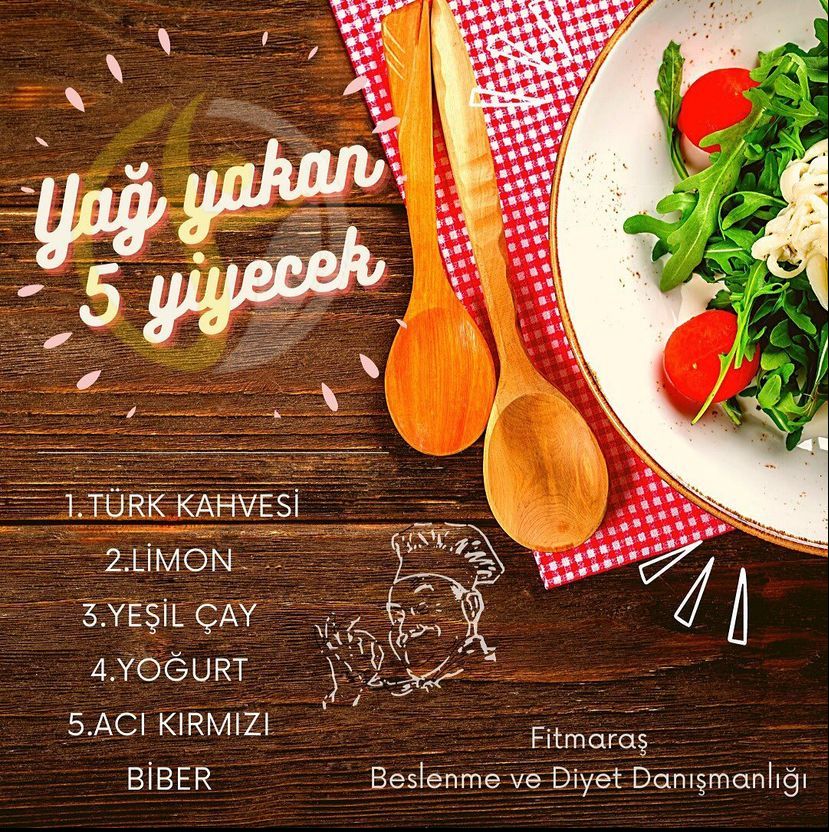 Yağ yakan
5 yiyecek
1.TÜRK KAHVESİ
2.LİMON
3.YEŞİL ÇAY
4.YOĞURT
5.ACI KIRMIZI
BİBER
Fitmaraş
Beslenme ve Diyet Danışmanlığı